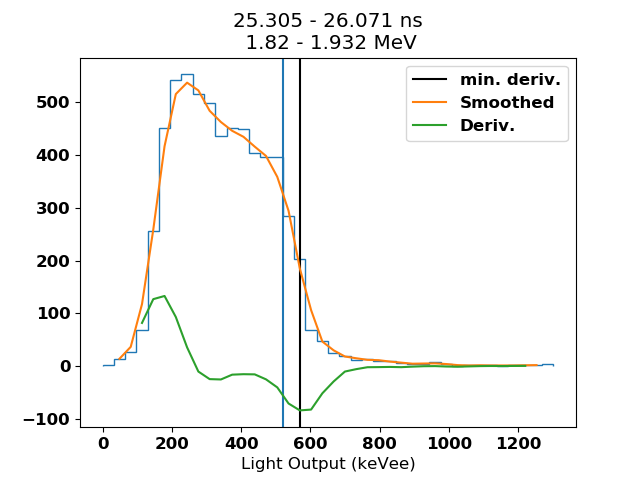 25.305 - 26.071 ns
1.82 - 1.932 MeV
min. deriv.
Smoothed
Deriv.
500
400
300
200
100
0
−100
0 200 400 600 800 1000 1200
Light Output (keVee)